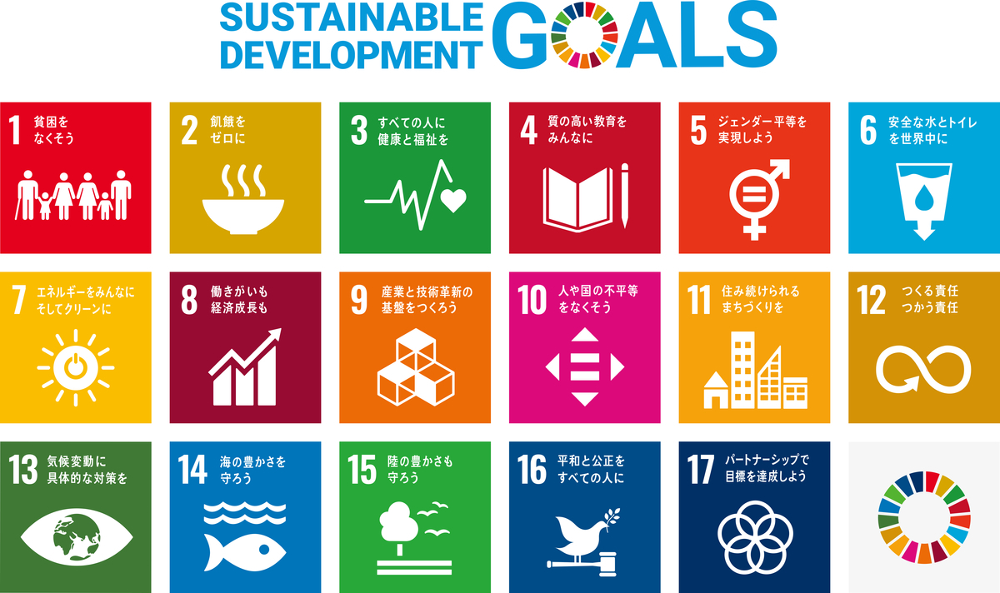 SUSTAINABLE
DEVELOPMENT
GOALS
1
貧困を
なくそう
2
飢餓を
ゼロに
3
すべての人に
健康と福祉を
4
質の高い教育を
みんなに
5
ジェンダー平等を
実現しよう
6
安全な水とトイレ
を世界中に
7
エネルギーをみんなに
そしてクリーンに
8
働きがいも
経済成長も
9
産業と技術革新の
基盤をつくろう
10
人や国の不平等
をなくそう
11
住み続けられる
まちづくりを
12
つくる責任
つかう責任
13
気候変動に
具体的な対策を
14
海の豊かさを
守ろう
15
陸の豊かさも
守ろう
16
平和と公正を
すべての人に
17
パートナーシップで
目標を達成しよう